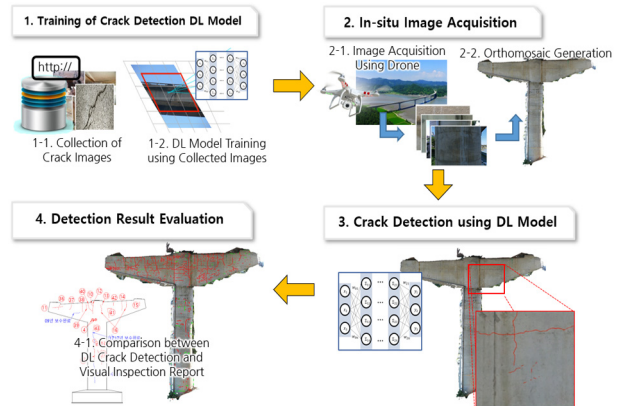 1. Training of Crack Detection DL Model
http://
1-1. Collection of
Crack Images
1-2. DL Model Training
using Collected Images
2. In-situ Image Acquisition
2-1. Image Acquisition
Using Drone
2-2. Orthomosaic Generation
3. Crack Detection using DL Model
4. Detection Result Evaluation
4-1. Comparison between
DL Crack Detection and
Visual Inspection Report